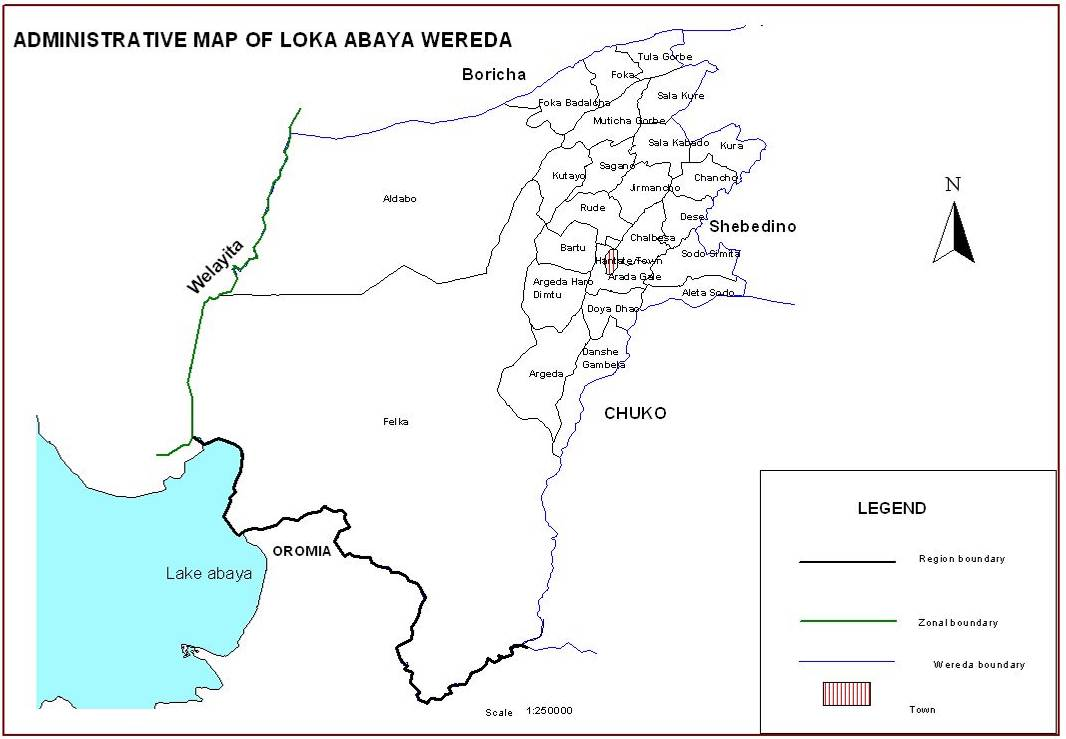 ADMINISTRATIVE MAP OF LOKA ABAYA WEREDA
Tula Gorbe
Boricha
Foka
Sala Kure
Foka Badalcha
Muticha Gorbe
Sala Kabado
Kura
Sagano
Kutayo
Chancho
Jirmancho
Aldabo
Rude
Dese
Shebedino
Chalbesa
Bartu
Sodo Simita
Hantate Town
Welayita
Arada Gale
Argeda Haro
Dimtu
Aleta Sodo
Doya Dhao
Danshe
Gambela
Argeda
CHUKO
Felka
N
OROMIA
Lake abaya
LEGEND
Region boundary
Zonal boundary
Wereda boundary
Town
Scale 1:250000